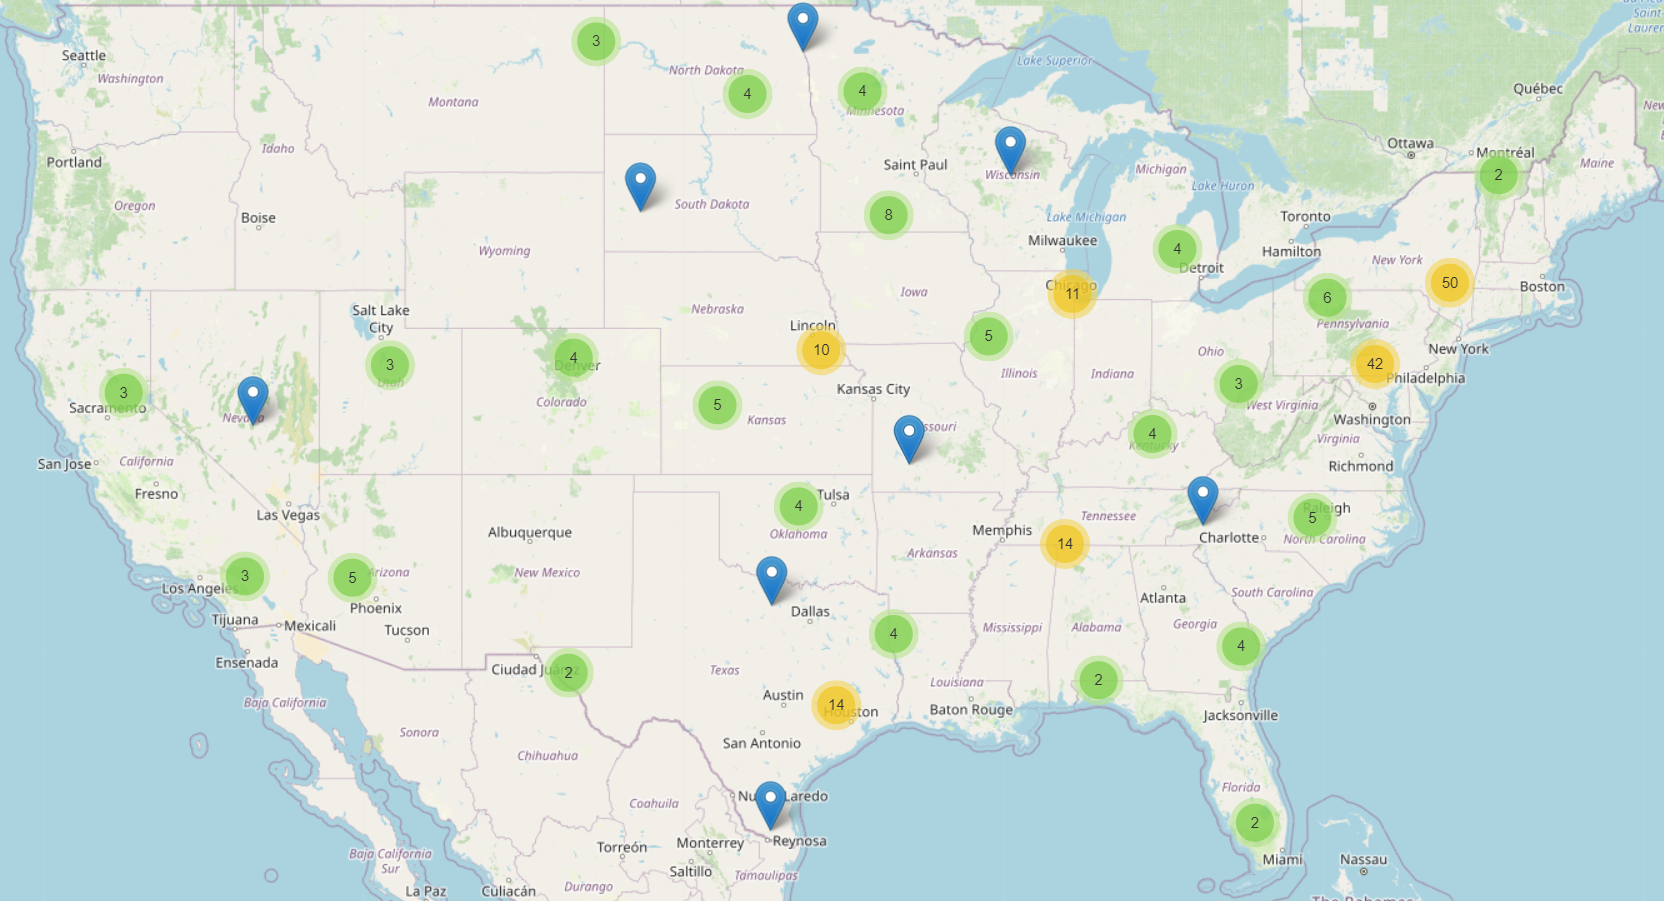 3
Seattle
Washington
North Dakota
Lake Superior
Montana
4
4
Minnesota
Québec
Ottawa
Montréal
Portland
Idaho
Saint Paul
Wisconsin
Michigan
2
Maine
Oregon
Boise
South Dakota
8
Lake Huron
Lake Michigan
Toronto
Wyoming
Milwaukee
4
Hamilton
Detroit
New York
Chicago
11
50
Boston
Iowa
6
Salt Lake
City
Nebraska
Lincoln
10
5
Pennsylvania
New York
Ohio
42
Philadelphia
3
Utah
4
Denver
Illinois
Indiana
3
3
Sacramento
Nevada
Colorado
5
Kansas
Kansas City
West Virginia
Washington
ssouri
4
Kentucky
Virginia
Richmond
San Jose
California
Fresno
Las Vegas
Tulsa
4
Oklahoma
Albuquerque
Memphis
Tennessee
14
Charlotte
5
Raleigh
North Carolina
Arkansas
3
Los Angeles
5
Arizona
Phoenix
New Mexico
Dallas
Atlanta
South Carolina
Tijuana
Mexicali
Tucson
4
Mississippi
Alabama
Georgia
4
Ensenada
Ciudad Juárez
2
Texas
Louisiana
2
Baja California
Austin
14
Houston
Baton Rouge
Jacksonville
Sonora
Chihuahua
San Antonio
Florida
Coahuila
Nu
Laredo
2
Torreón
Monterrey
Reynosa
Baja California
Sur
Saltillo
Tamaulipas
Miami
Nassau
La Paz
Culiacán
Durango
The Bahamas